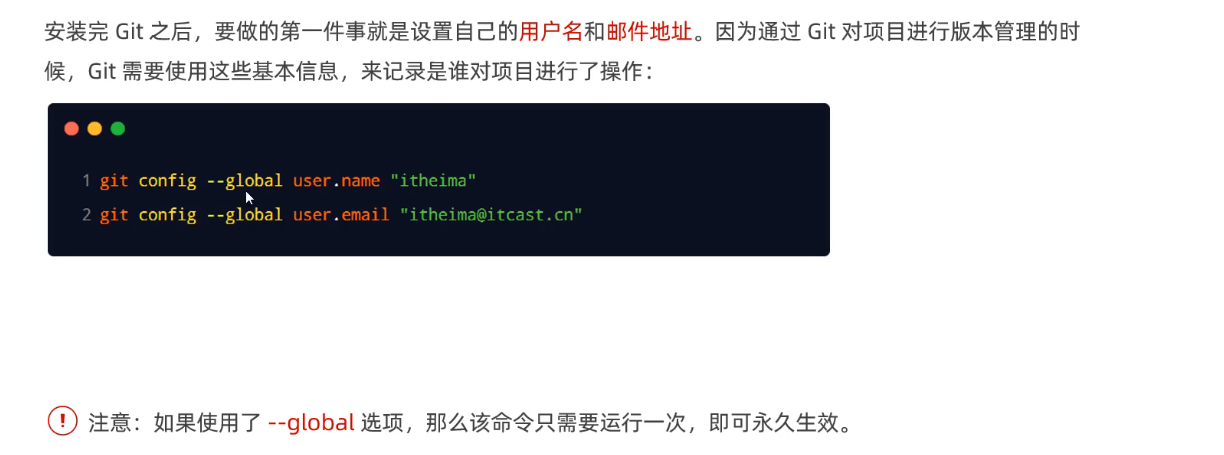 安装完 Git 之后，要做的第一件事就是设置自己的用户名和邮件地址。因为通过 Git 对项目进行版本管理的时
候，Git 需要使用这些基本信息，来记录是谁对项目进行了操作：
1 git config --global user.name "itheima"
2 git config --global user.email "itheima@itcast.cn"
! 注意：如果使用了 --global 选项，那么该命令只需要运行一次，即可永久生效。